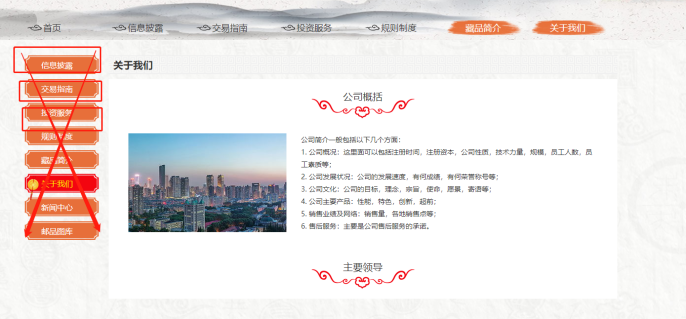 首页
信息披露
交易指南
投资服务
规则制度
藏品简介
关于我们
信息披露
交易指南
投资服务
规则制度
藏品简介
关于我们
新闻中心
邮品图库
关于我们
公司概括
公司简介一般包括以下几个方面：
1. 公司概况：这里面可以包括注册时间，注册资本，公司性质，技术力量，规模，员工人数，员
工素质等；
2. 公司发展状况：公司的发展速度，有何成绩，有何荣誉称号等；
3. 公司文化：公司的目标，理念，宗旨，使命，愿景，寄语等；
4. 公司主要产品：性能，特色，创新，超前；
5. 销售业绩及网络：销售量，各地销售点等；
6. 售后服务：主要是公司售后服务的承诺。
主要领导